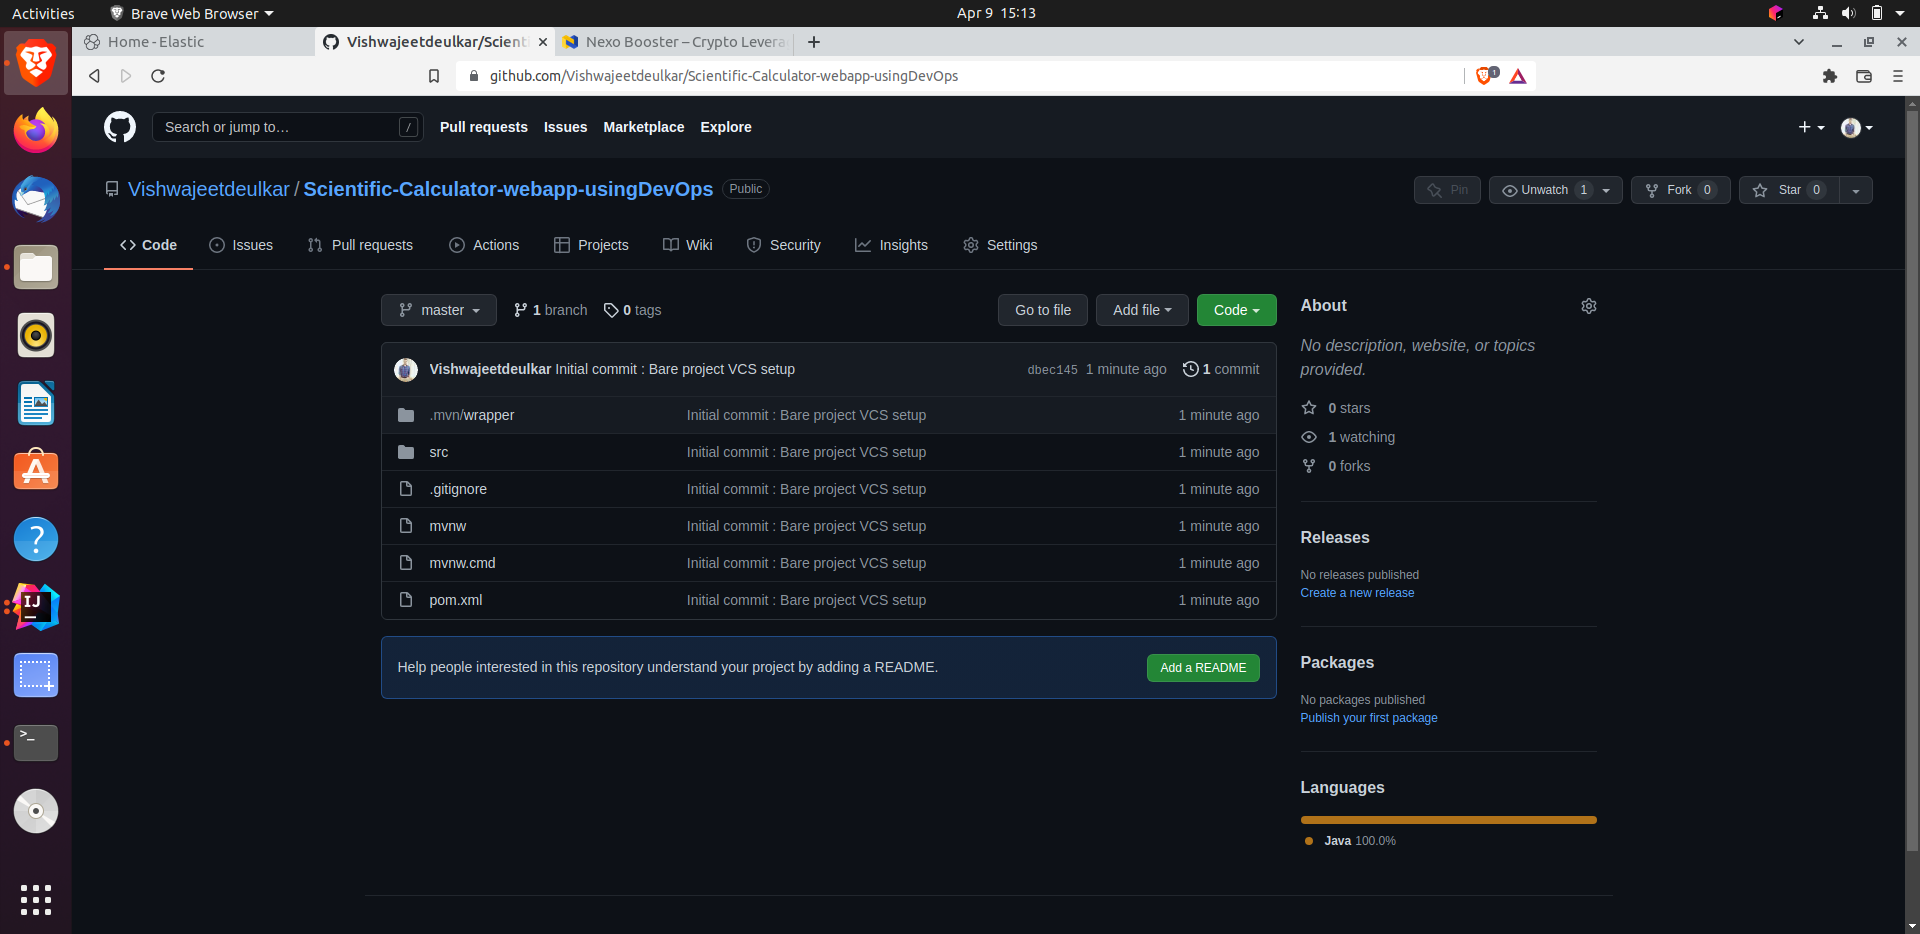 Activities
Brave Web Browser
Apr 9 15:13
Home - Elastic
Vishwajeetdeulkar/Scient
Nexo Booster – Crypto Levera
github.com/Vishwajeetdeulkar/Scientific-Calculator-webapp-usingDevOps
1
Search or jump to…
/
Pull requests
Issues
Marketplace
Explore
Vishwajeetdeulkar / Scientific-Calculator-webapp-usingDevOps
Public
Pin
Unwatch 1
Fork 0
Star 0
Code
Issues
Pull requests
Actions
Projects
Wiki
Security
Insights
Settings
master
1 branch
0 tags
Go to file
Add file
Code
Vishwajeetdeulkar Initial commit : Bare project VCS setup
dbec145 1 minute ago
1 commit
.mvn/wrapper Initial commit : Bare project VCS setup 1 minute ago
src Initial commit : Bare project VCS setup 1 minute ago
.gitignore Initial commit : Bare project VCS setup 1 minute ago
mvnw Initial commit : Bare project VCS setup 1 minute ago
mvnw.cmd Initial commit : Bare project VCS setup 1 minute ago
pom.xml Initial commit : Bare project VCS setup 1 minute ago
Help people interested in this repository understand your project by adding a README.
Add a README
About
No description, website, or topics
provided.
0 stars
1 watching
0 forks
Releases
No releases published
Create a new release
Packages
No packages published
Publish your first package
Languages
Java 100.0%
?
IJ
>_